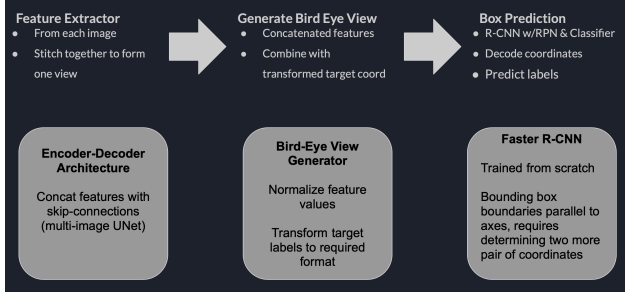 Feature Extractor
● From each image
● Stitch together to form
one view
Generate Bird Eye View
● Concatenated features
● Combine with
transformed target coord
Box Prediction
● R-CNN w/RPN & Classifier
● Decode coordinates
● Predict labels
Encoder-Decoder
Architecture
Concat features with
skip-connections
(multi-image UNet)
Bird-Eye View
Generator
Normalize feature
values
Transform target
labels to required
format
Faster R-CNN
Trained from scratch
Bounding box
boundaries parallel to
axes, requires
determining two more
pair of coordinates